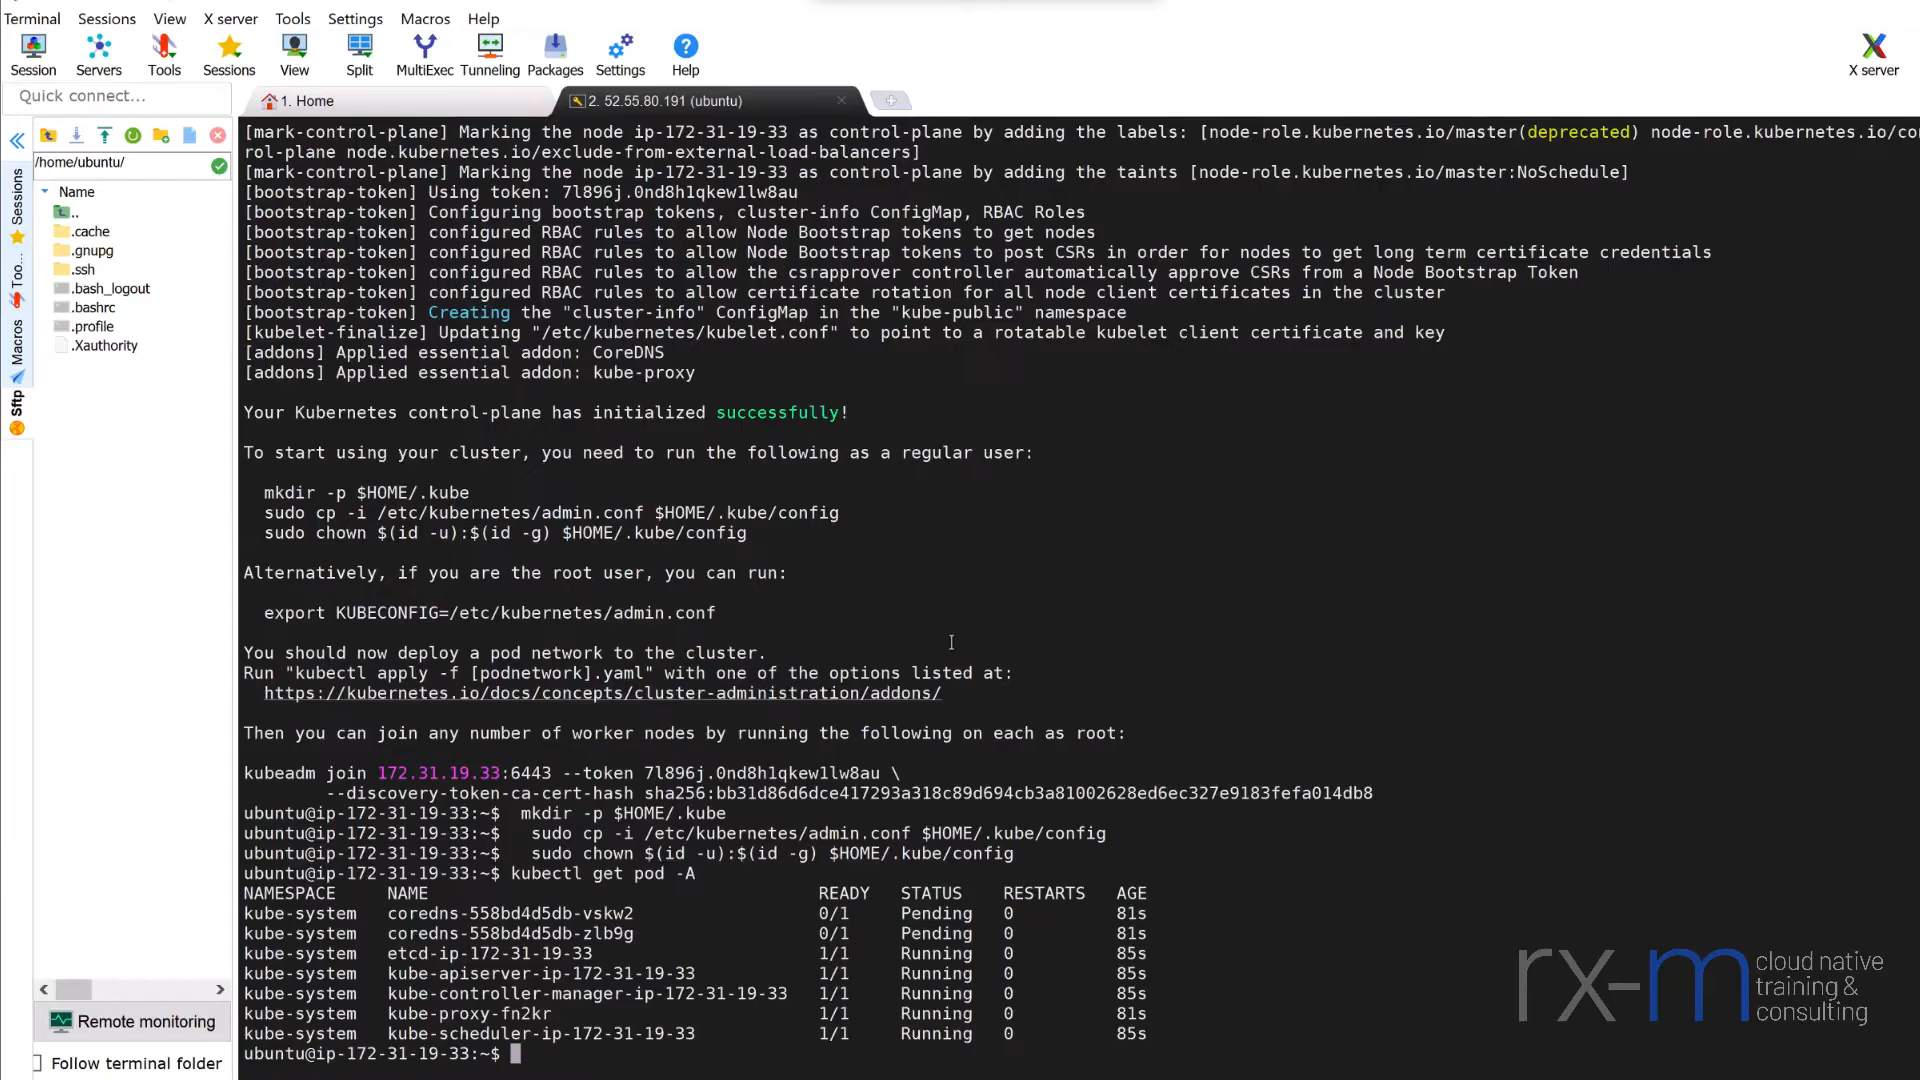 Terminal Sessions View X server Tools Settings Macros Help
Session Servers Tools Sessions View Split MultiExec Tunneling Packages Settings Help X server
Quick connect...
1. Home
2. 52.55.80.191 (ubuntu)
/home/ubuntu/
Name
..
.cache
.gnupg
.ssh
.bash_logout
.bashrc
.profile
.Xauthority
Sessions
Too...
Macros
Sftp
Remote monitoring
Follow terminal folder
[mark-control-plane] Marking the node ip-172-31-19-33 as control-plane by adding the labels: [node-role.kubernetes.io/master(deprecated) node-role.kubernetes.io/co
rol-plane node.kubernetes.io/exclude-from-external-load-balancers]
[mark-control-plane] Marking the node ip-172-31-19-33 as control-plane by adding the taints [node-role.kubernetes.io/master:NoSchedule]
[bootstrap-token] Using token: 7l896j.0nd8h1qkew1lw8au
[bootstrap-token] Configuring bootstrap tokens, cluster-info ConfigMap, RBAC Roles
[bootstrap-token] configured RBAC rules to allow Node Bootstrap tokens to get nodes
[bootstrap-token] configured RBAC rules to allow Node Bootstrap tokens to post CSRs in order for nodes to get long term certificate credentials
[bootstrap-token] configured RBAC rules to allow the csrapprover controller automatically approve CSRs from a Node Bootstrap Token
[bootstrap-token] configured RBAC rules to allow certificate rotation for all node client certificates in the cluster
[bootstrap-token] Creating the "cluster-info" ConfigMap in the "kube-public" namespace
[kubelet-finalize] Updating "/etc/kubernetes/kubelet.conf" to point to a rotatable kubelet client certificate and key
[addons] Applied essential addon: CoreDNS
[addons] Applied essential addon: kube-proxy
Your Kubernetes control-plane has initialized successfully!
To start using your cluster, you need to run the following as a regular user:
mkdir -p $HOME/.kube
sudo cp -i /etc/kubernetes/admin.conf $HOME/.kube/config
sudo chown $(id -u):$(id -g) $HOME/.kube/config
Alternatively, if you are the root user, you can run:
export KUBECONFIG=/etc/kubernetes/admin.conf
You should now deploy a pod network to the cluster.
Run "kubectl apply -f [podnetwork].yaml" with one of the options listed at:
https://kubernetes.io/docs/concepts/cluster-administration/addons/
Then you can join any number of worker nodes by running the following on each as root:
kubeadm join 172.31.19.33:6443 --token 7l896j.0nd8h1qkew1lw8au \
--discovery-token-ca-cert-hash sha256:bb31d86d6dce417293a318c89d694cb3a81002628ed6ec327e9183fefa014db8
ubuntu@ip-172-31-19-33:~$ mkdir -p $HOME/.kube
ubuntu@ip-172-31-19-33:~$ sudo cp -i /etc/kubernetes/admin.conf $HOME/.kube/config
ubuntu@ip-172-31-19-33:~$ sudo chown $(id -u):$(id -g) $HOME/.kube/config
ubuntu@ip-172-31-19-33:~$ kubectl get pod -A
NAMESPACE NAME READY STATUS RESTARTS AGE
kube-system coredns-558bd4d5db-vskw2 0/1 Pending 0 81s
kube-system coredns-558bd4d5db-zlb9g 0/1 Pending 0 81s
kube-system etcd-ip-172-31-19-33 1/1 Running 0 85s
kube-system kube-apiserver-ip-172-31-19-33 1/1 Running 0 85s
kube-system kube-controller-manager-ip-172-31-19-33 1/1 Running 0 85s
kube-system kube-proxy-fn2kr 1/1 Running 0 81s
kube-system kube-scheduler-ip-172-31-19-33 1/1 Running 0 85s
ubuntu@ip-172-31-19-33:~$
rx-m
cloud native
training &
consulting